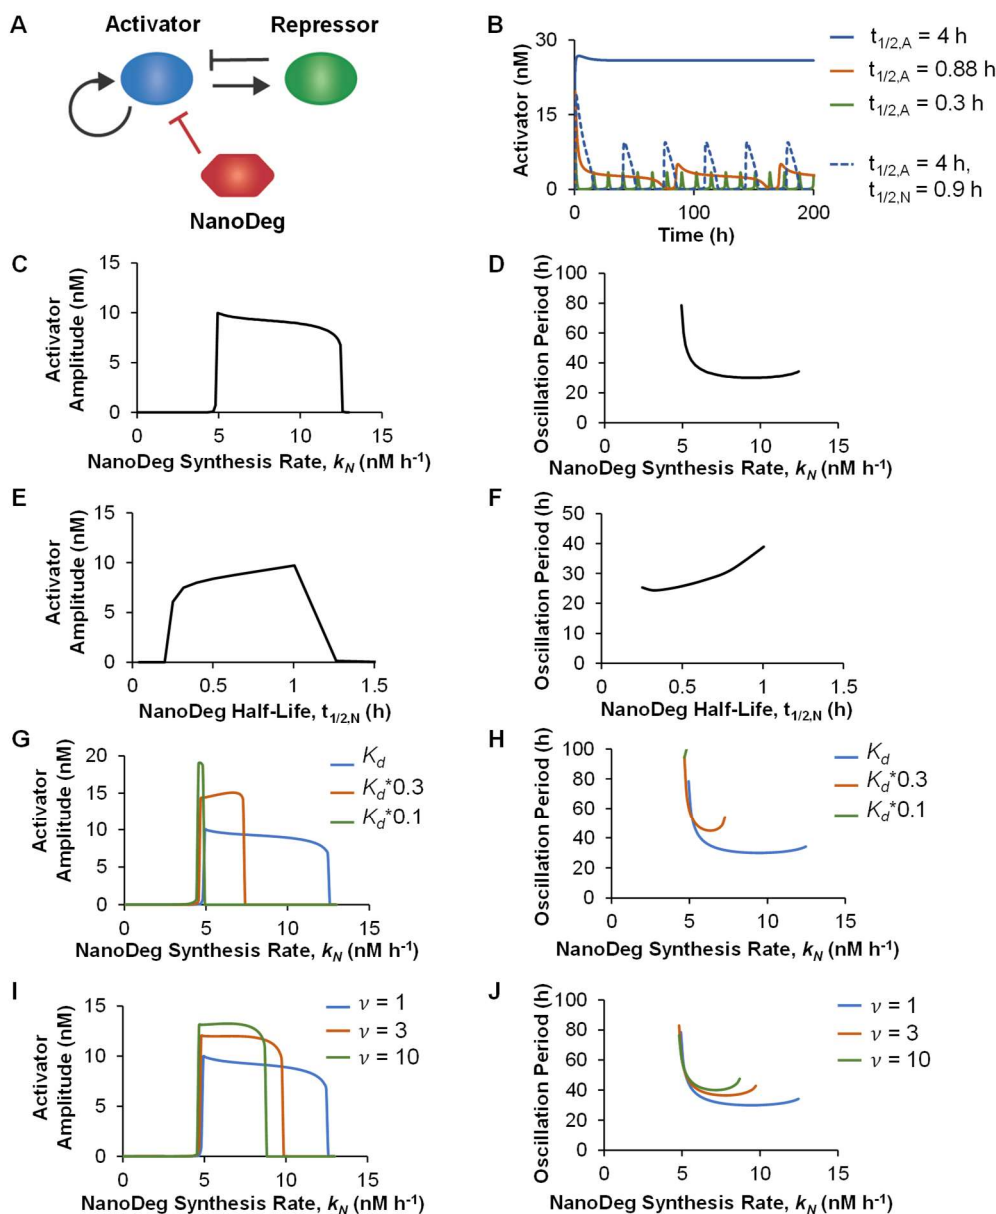 A
Activator
Repressor
NanoDeg
B
Activator (nM)
30
15
0
0
100
200
Time (h)
t1/2,A = 4 h
t1/2,A = 0.88 h
t1/2,A = 0.3 h
t1/2,A = 4 h,
t1/2,N = 0.9 h
C
Activator
Amplitude (nM)
15
10
5
0
0
5
10
15
NanoDeg Synthesis Rate, kN (nM h-1)
D
Oscillation Period (h)
100
80
60
40
20
0
0
5
10
15
NanoDeg Synthesis Rate, kN (nM h-1)
E
Activator
Amplitude (nM)
15
10
5
0
0
0.5
1
1.5
NanoDeg Half-Life, t1/2,N (h)
F
Oscillation Period (h)
50
40
30
20
10
0
0
0.5
1
1.5
NanoDeg Half-Life, t1/2,N (h)
G
Activator
Amplitude (nM)
20
15
10
5
0
0
5
10
15
NanoDeg Synthesis Rate, kN (nM h-1)
Kd
Kd*0.3
Kd*0.1
H
Oscillation Period (h)
100
80
60
40
20
0
0
5
10
15
NanoDeg Synthesis Rate, kN (nM h-1)
Kd
Kd*0.3
Kd*0.1
I
Activator
Amplitude (nM)
15
10
5
0
0
5
10
15
NanoDeg Synthesis Rate, kN (nM h-1)
ν = 1
ν = 3
ν = 10
J
Oscillation Period (h)
100
80
60
40
20
0
0
5
10
15
NanoDeg Synthesis Rate, kN (nM h-1)
ν = 1
ν = 3
ν = 10